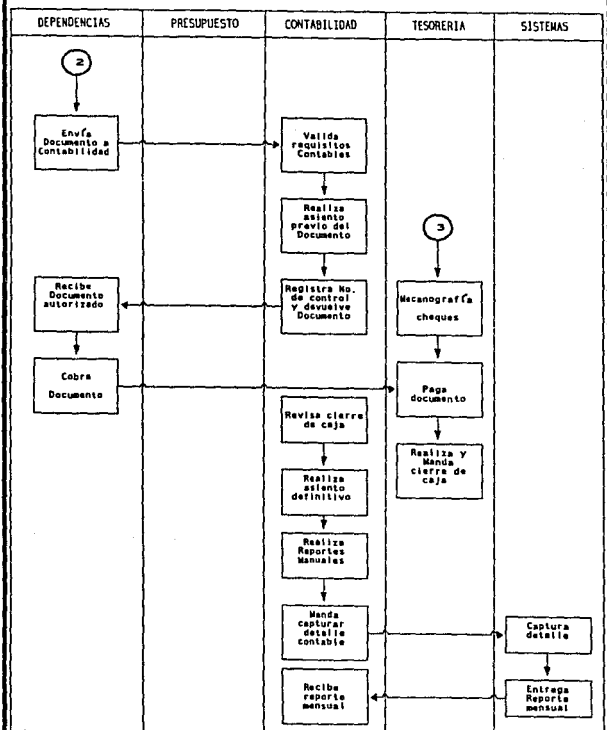 DEPENDENCIAS
PRESUPUESTO
CONTABILIDAD
TESORERIA
SISTEMAS
2
Envía
Documento a
Contabilidad
Valida
requisitos
Contables
Realiza
asiento
previo del
Documento
3
Recibe
Documento
autorizado
Registra No.
de control
y devuelve
Documento
Mecanografía
cheques
Cobra
Documento
Paga
documento
Revisa cierre
de caja
Realiza y
Manda
cierre de
caja
Realiza
asiento
definitivo
Realiza
Reportes
Manuales
Manda
capturar
detalle
contable
Captura
detalle
Recibe
reporte
mensual
Entrega
Reporte
mensual